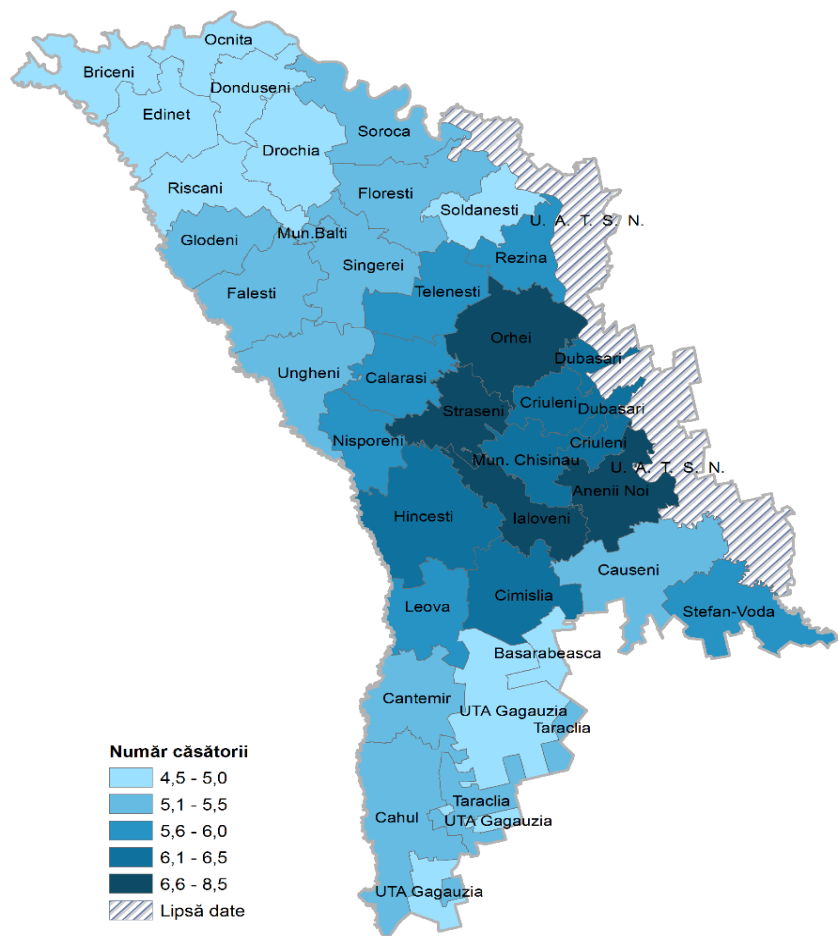 Ocnita
Briceni
Donduseni
Edinet
Soroca
Drochia
Riscani
Floresti
Soldanesti
U. A. T. S. N.
Glodeni
Mun.Balti
Rezina
Singerei
Telenesti
Falesti
Orhei
Dubasari
Ungheni
Calarasi
Criuleni
Dubasari
Straseni
Nisporeni
Criuleni
Mun. Chisinau
U. A. T. S. N.
Anenii Noi
Hincesti
Ialoveni
Causeni
Cimislia
Leova
Stefan-Voda
Basarabeasca
Cantemir
UTA Gagauzia
Taraclia
Număr căsătorii
4,5 - 5,0
5,1 - 5,5
5,6 - 6,0
6,1 - 6,5
6,6 - 8,5
Lipsă date
Taraclia
Cahul
UTA Gagauzia
UTA Gagauzia